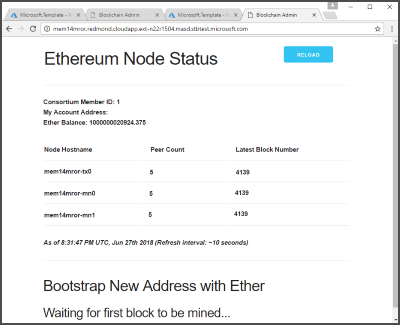 Microsoft.Template - M
Blockchain Admin
Microsoft.Template - M
Blockchain Admin
mem14mror.redmond.cloudapp.ext-n22r1504.masd.stbtest.microsoft.com
Ethereum Node Status
RELOAD
Consortium Member ID: 1
My Account Address:
Ether Balance: 1000000020924.375
Node Hostname Peer Count Latest Block Number
mem14mror-tx0 5 4139
mem14mror-mn0 5 4139
mem14mror-mn1 5 4139
As of 8:31:47 PM UTC, Jun 27th 2018 (Refresh interval: ~10 seconds)
Bootstrap New Address with Ether
Waiting for first block to be mined...